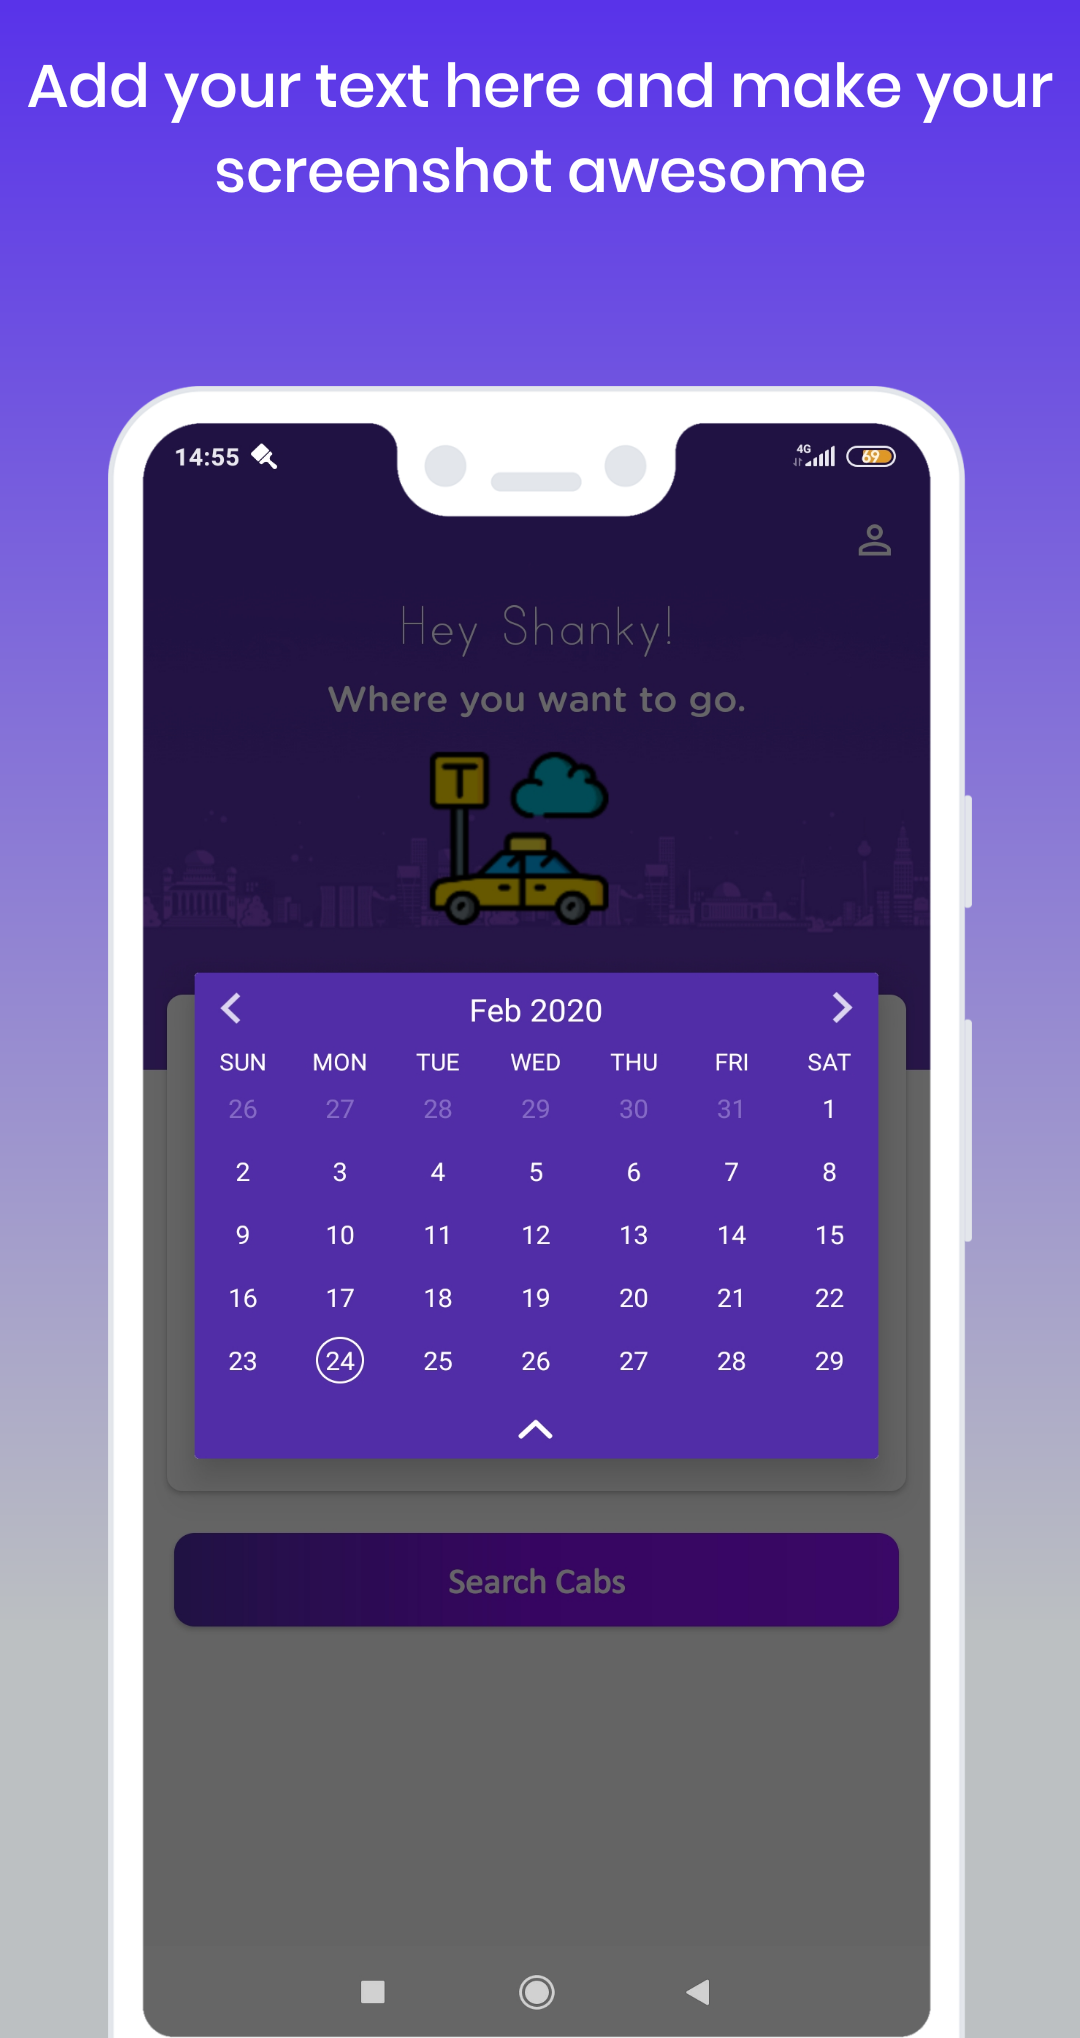 Add your text here and make your
screenshot awesome
14:55
4G
69
Hey Shanky!
Where you want to go.
T
Feb 2020
SUN MON TUE WED THU FRI SAT
26 27 28 29 30 31 1
2 3 4 5 6 7 8
9 10 11 12 13 14 15
16 17 18 19 20 21 22
23 24 25 26 27 28 29
Search Cabs